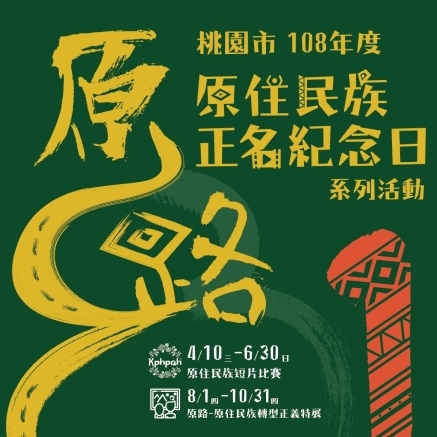 原路
桃園市 108年度
原住民族
正名紀念日
系列活動
Kphpah
4/10三-6/30日
原住民族短片比賽
8/1四-10/31四
原路-原住民族轉型正義特展